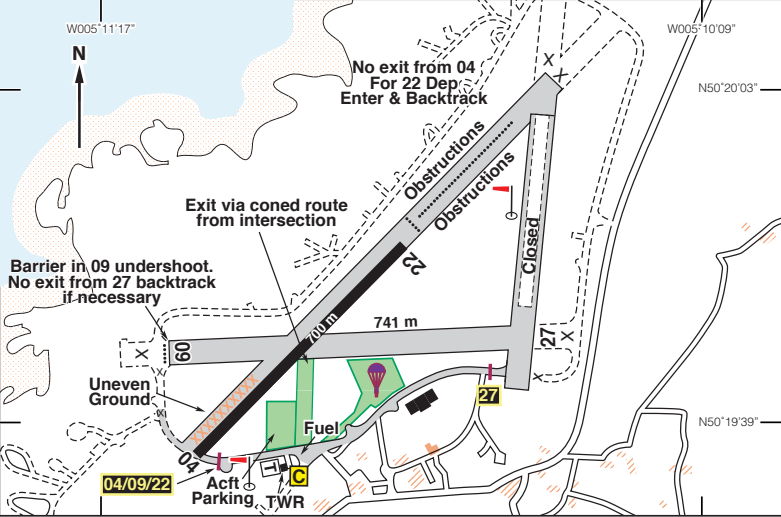 W005°11'17"
W005°10'09"
N
No exit from 04
For 22 Dep
Enter & Backtrack
N50°20'03"
Obstructions
Obstructions
Exit via coned route
from intersection
Closed
22
Barrier in 09 undershoot.
No exit from 27 backtrack
if necessary
700 m
741 m
09
27
X
X
X
X
Uneven
Ground
XXXXXXXX
27
Fuel
N50°19'39"
04
04/09/22
Acft
Parking
T
C
TWR